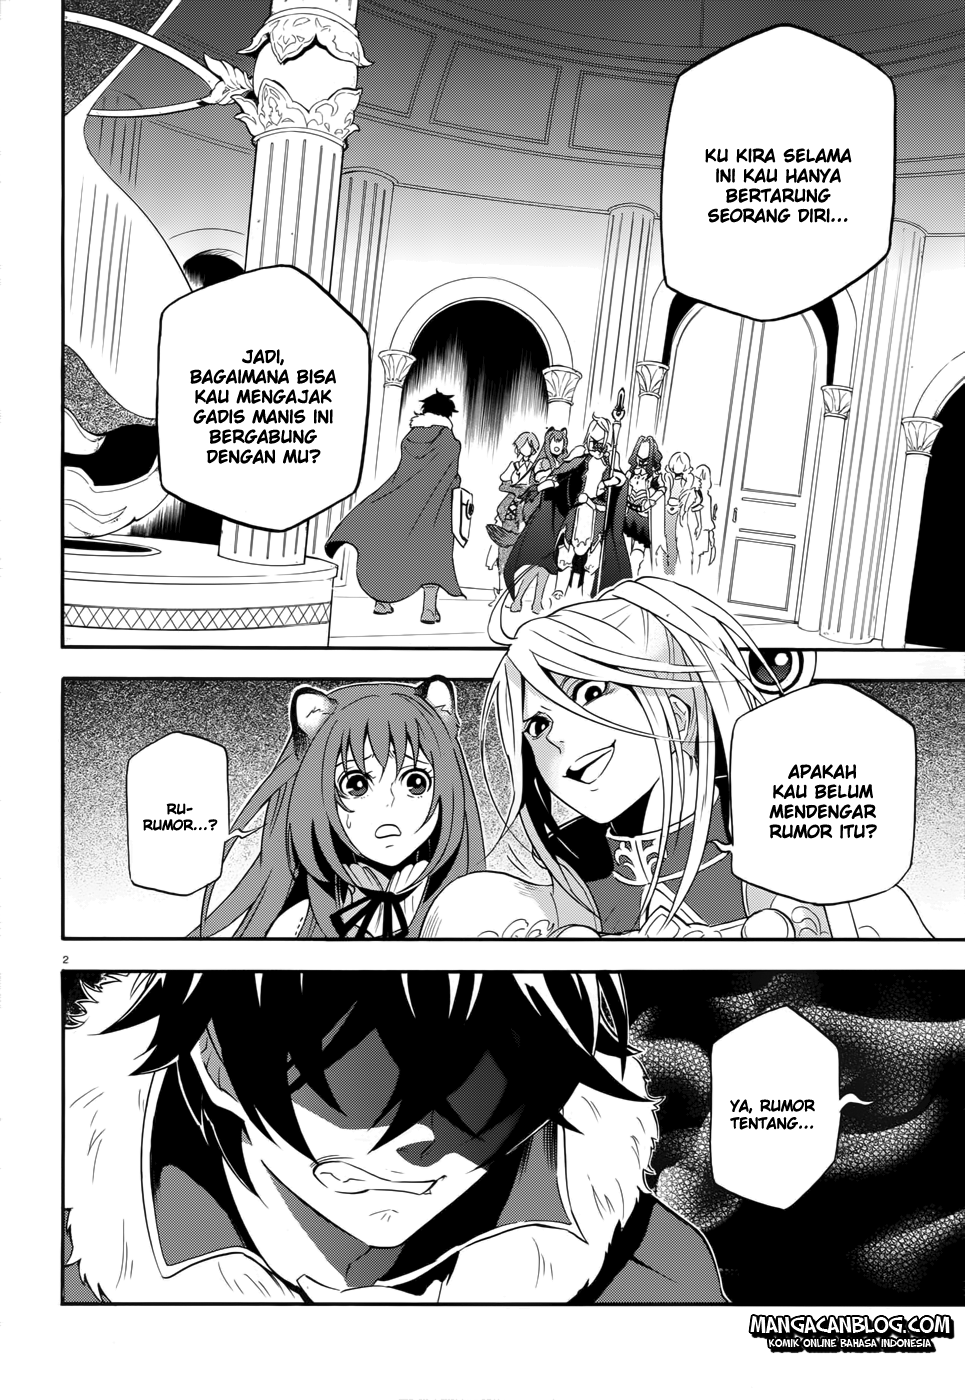 KU KIRA SELAMA
INI KAU HANYA
BERTARUNG
SEORANG DIRI...
JADI,
BAGAIMANA BISA
KAU MENGAJAK
GADIS MANIS INI
BERGABUNG
DENGAN MU?
APAKAH
KAU BELUM
MENDENGAR
RUMOR ITU?
RU-
RUMOR...?
2
YA, RUMOR
TENTANG...
MANGACANBLOG.COM
KOMIK ONLINE BAHASA INDONESIA